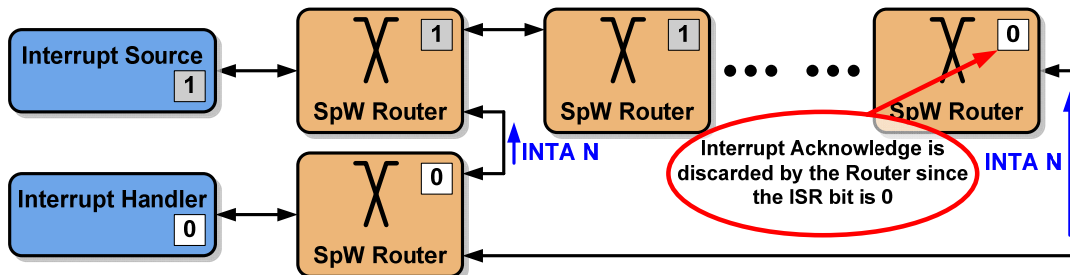 Interrupt Source
1
1
SpW Router
1
SpW Router
0
SpW Router
INTA N
Interrupt Acknowledge is
discarded by the Router since
the ISR bit is 0
INTA N
Interrupt Handler
0
0
SpW Router